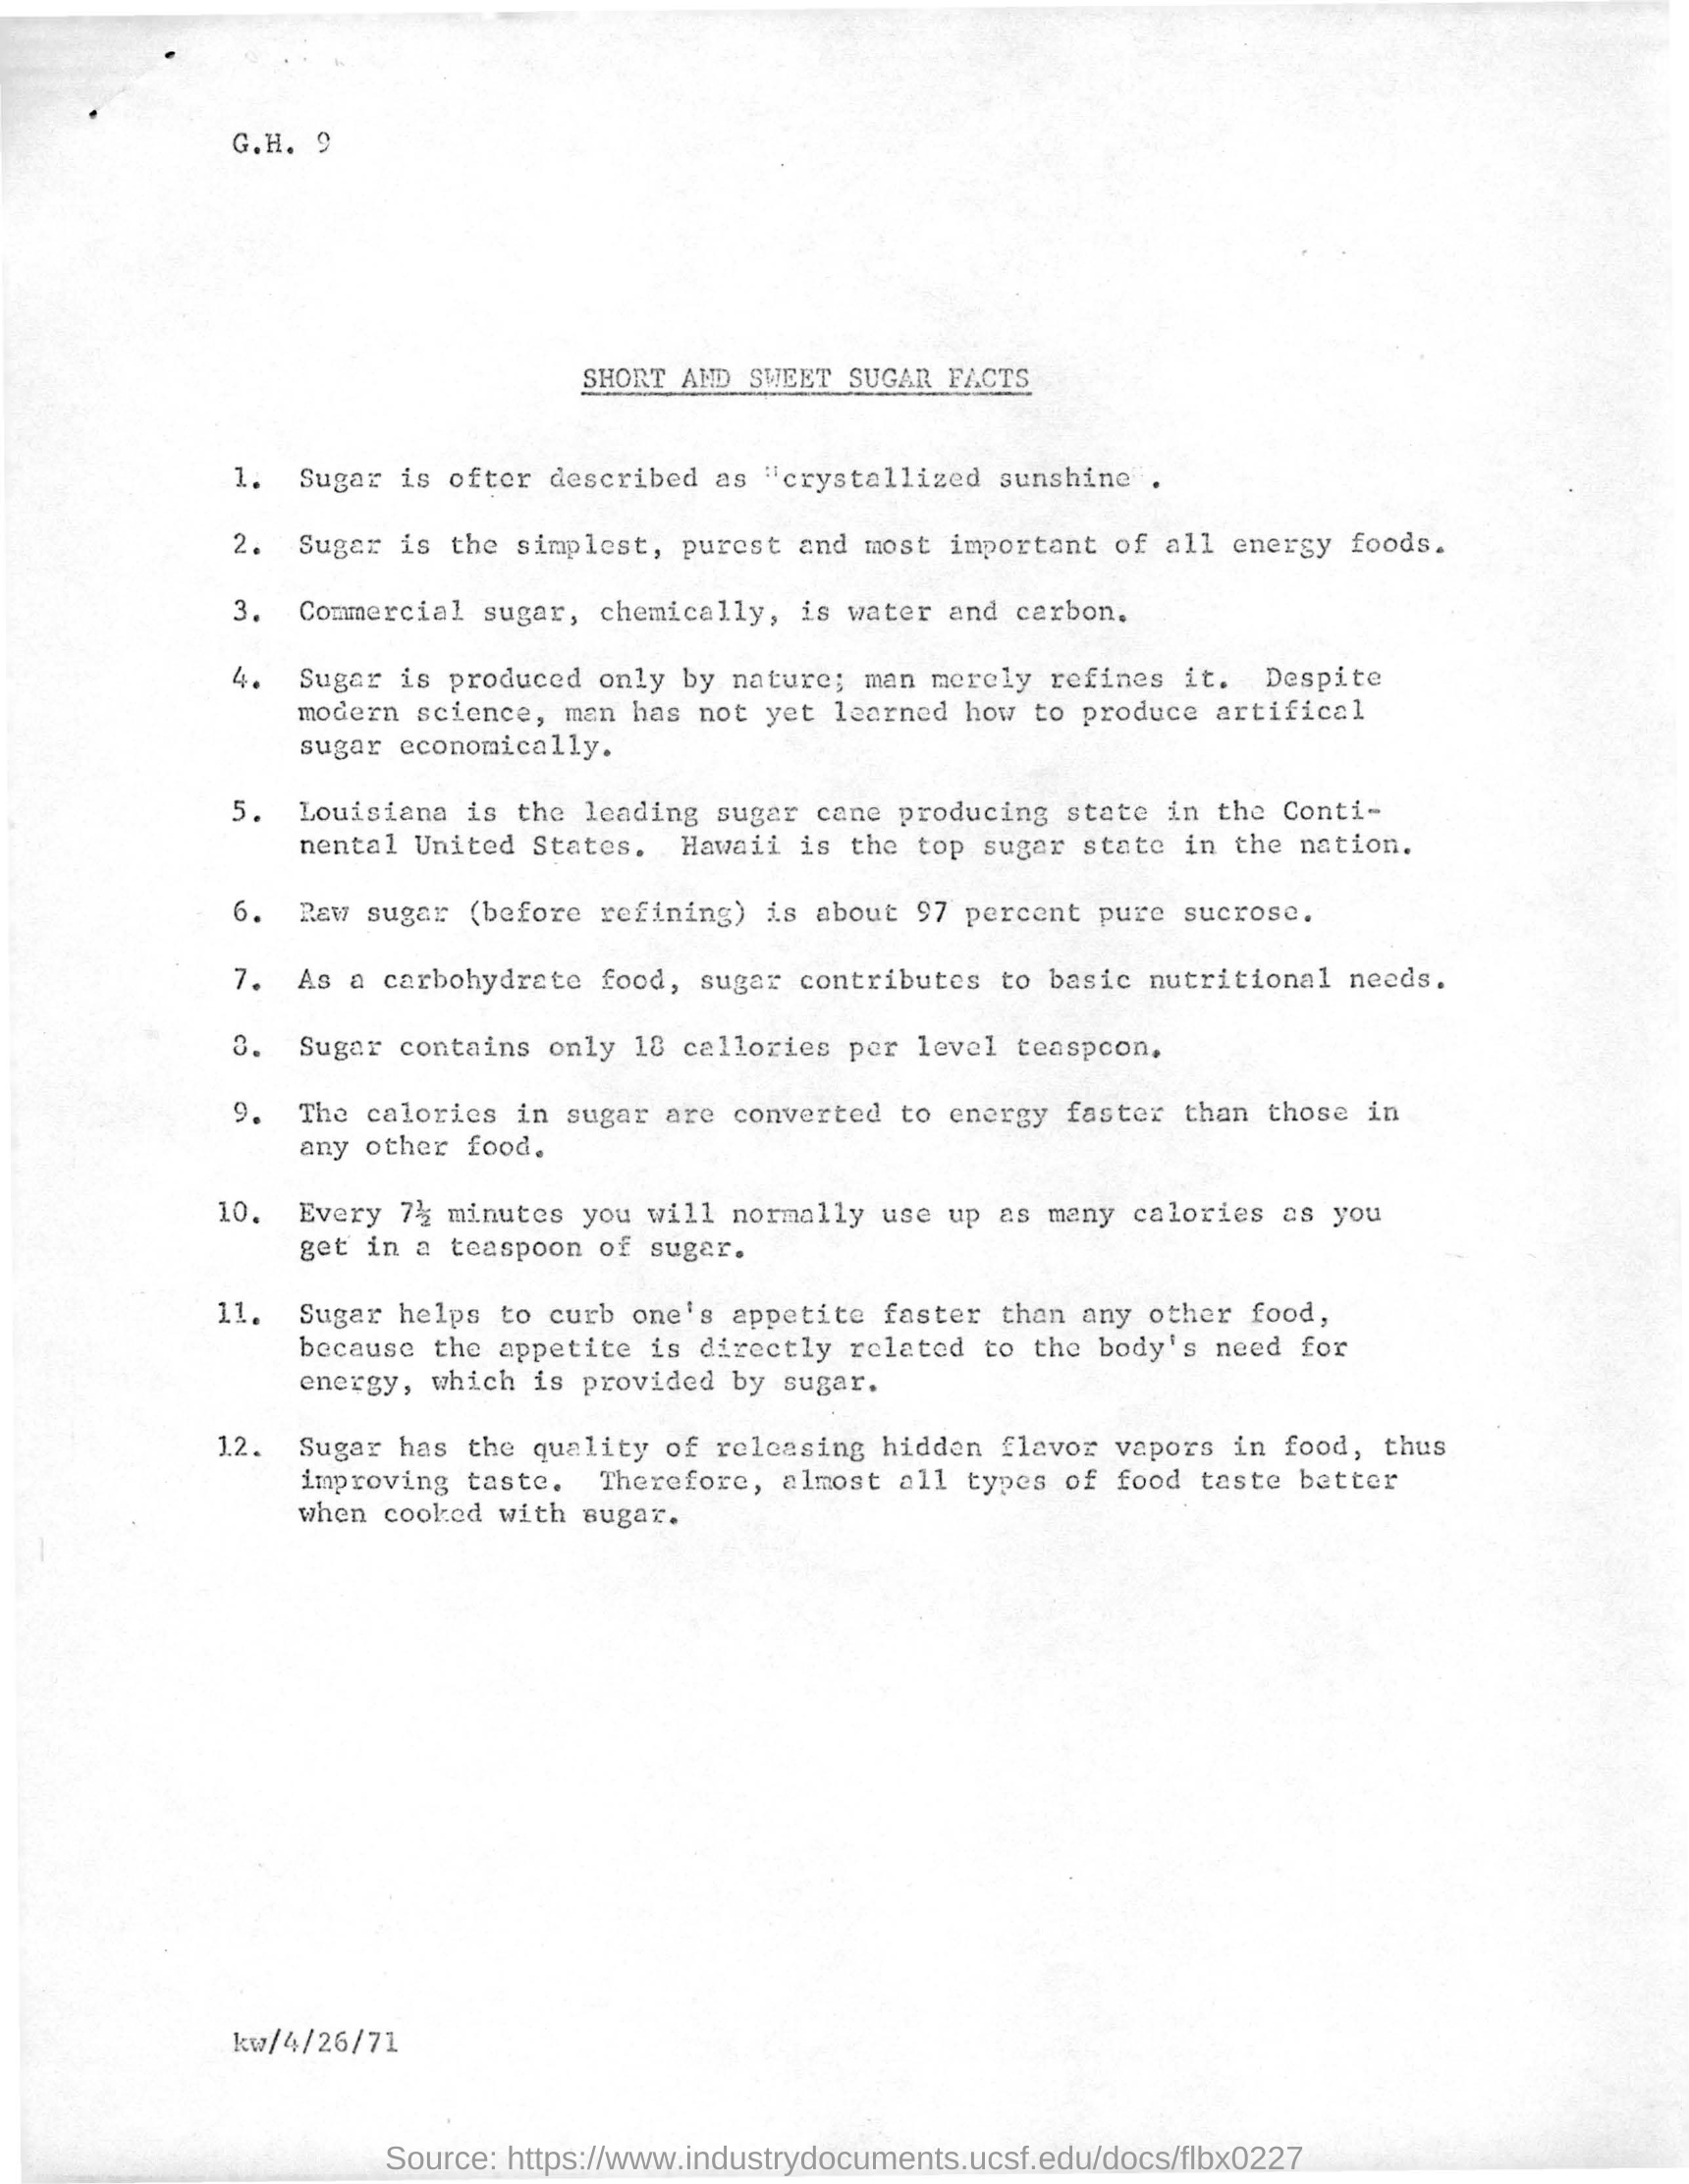 G.H. 9
SHORT AND SWEET SUGAR FACTS
1. Sugar is ofter described as "crystallized sunshine".
2. Sugar is the simplest, purest and most important of all energy foods.
3. Commercial sugar, chemically, is water and carbon.
4. Sugar is produced only by nature; man merely refines it. Despite
modern science, man has not yet learned how to produce artifical
sugar economically.
5. Louisiana is the leading sugar cane producing state in the Conti-
nental United States. Hawaii is the top sugar state in the nation.
6. Raw sugar (before refining) is about 97 percent pure sucrose.
7. As a carbohydrate food, sugar contributes to basic nutritional needs.
8. Sugar contains only 18 callories per level teaspoon.
9. The calories in sugar are converted to energy faster than those in
any other food.
10. Every 7½ minutes you will normally use up as many calories as you
get in a teaspoon of sugar.
11. Sugar helps to curb one's appetite faster than any other food,
because the appetite is directly related to the body's need for
energy, which is provided by sugar.
12. Sugar has the quality of releasing hidden flavor vapors in food, thus
improving taste. Therefore, almost all types of food taste better
when cooked with sugar.
kw/4/26/71
Source: https://www.industrydocuments.ucsf.edu/docs/flbx0227